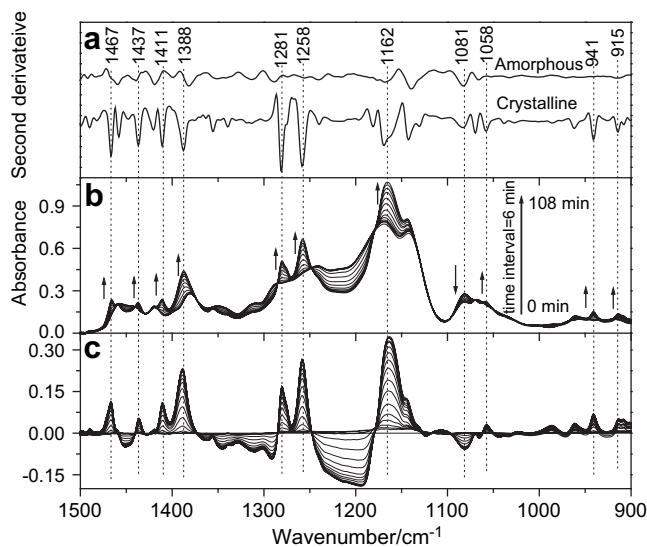 a
1467
1437
1411
1388
1281
1258
1162
1081
1058
941
915
Amorphous
Crystalline
Second derivateive
b
0.9
0.6
0.3
0.0
Absorbance
time interval=6 min
108 min
0 min
c
0.30
0.15
0.00
-0.15
1500 1400 1300 1200 1100 1000 900
Wavenumber/cm-1